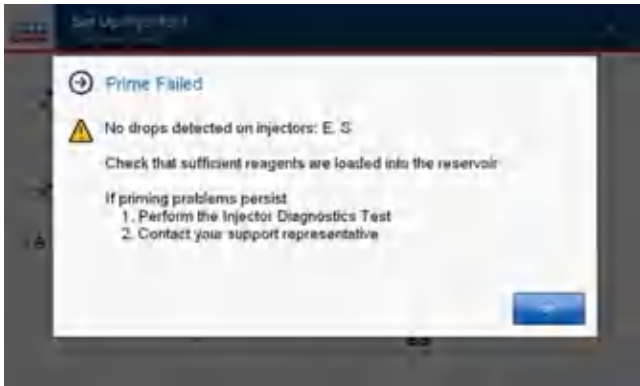 Prime Failed
No drops detected on injectors: E, S
Check that sufficient reagents are loaded into the reservoir
If priming problems persist
1. Perform the Injector Diagnostics Test
2. Contact your support representative